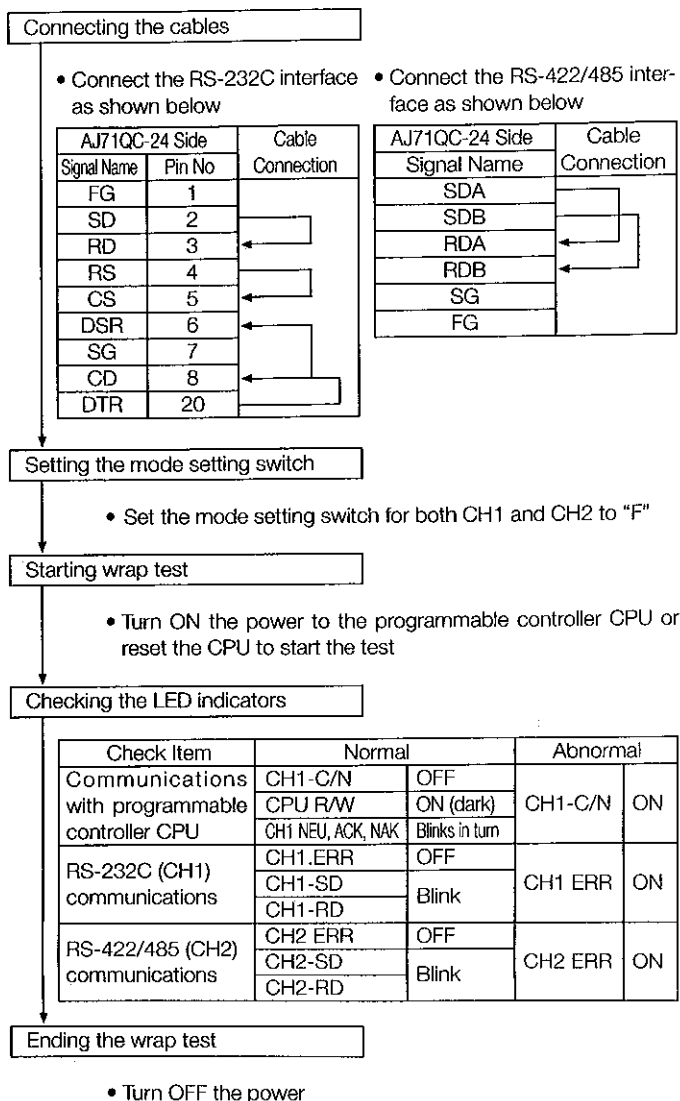 Connecting the cables
• Connect the RS-232C interface as shown below
AJ71QC-24 Side Cable Connection
Signal Name Pin No
FG 1
SD 2
RD 3
RS 4
CS 5
DSR 6
SG 7
CD 8
DTR 20
• Connect the RS-422/485 inter-
face as shown below
AJ71QC-24 Side Cable Connection
Signal Name
SDA
SDB
RDA
RDB
SG
FG
Setting the mode setting switch
• Set the mode setting switch for both CH1 and CH2 to "F"
Starting wrap test
• Turn ON the power to the programmable controller CPU or
reset the CPU to start the test
Checking the LED indicators
Check Item Normal Abnormal
Communications with programmable controller CPU
CH1-C/N OFF
CPU R/W ON (dark)
CH1 NEU, ACK, NAK Blinks in turn
CH1-C/N ON
RS-232C (CH1) communications
CH1.ERR OFF
CH1-SD Blink
CH1-RD
CH1 ERR ON
RS-422/485 (CH2) communications
CH2 ERR OFF
CH2-SD Blink
CH2-RD
CH2 ERR ON
Ending the wrap test
• Turn OFF the power